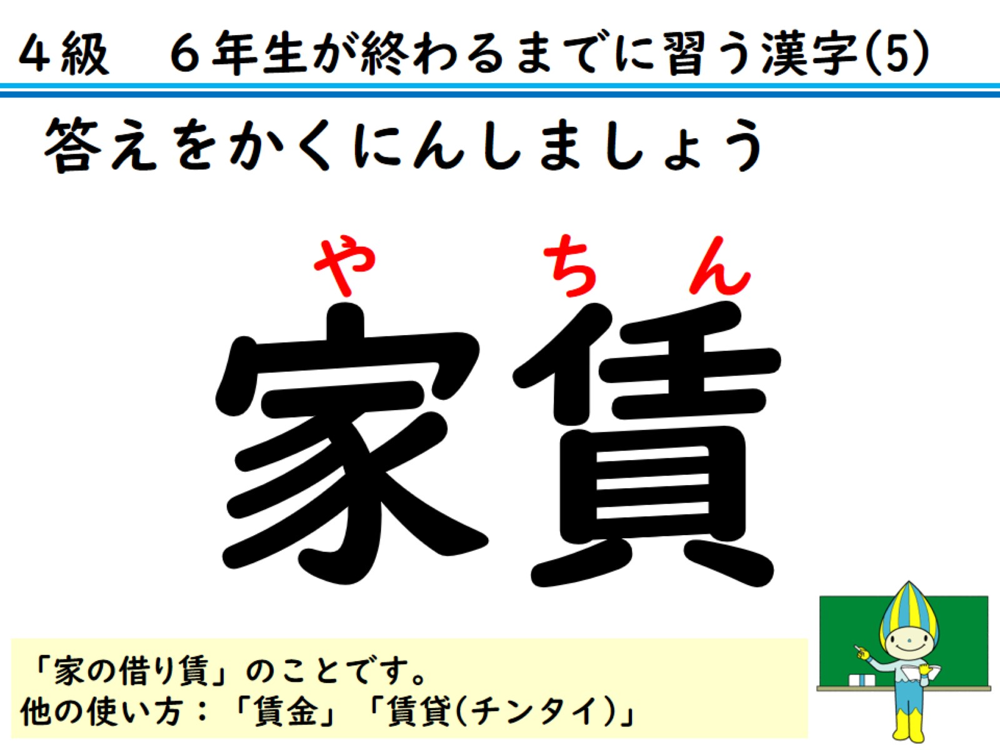 ４級　６年生が終わるまでに習う漢字(5)
答えをかくにんしましょう
や　ちん
家賃
「家の借り賃」のことです。
他の使い方：「賃金」「賃貸(チンタイ)」